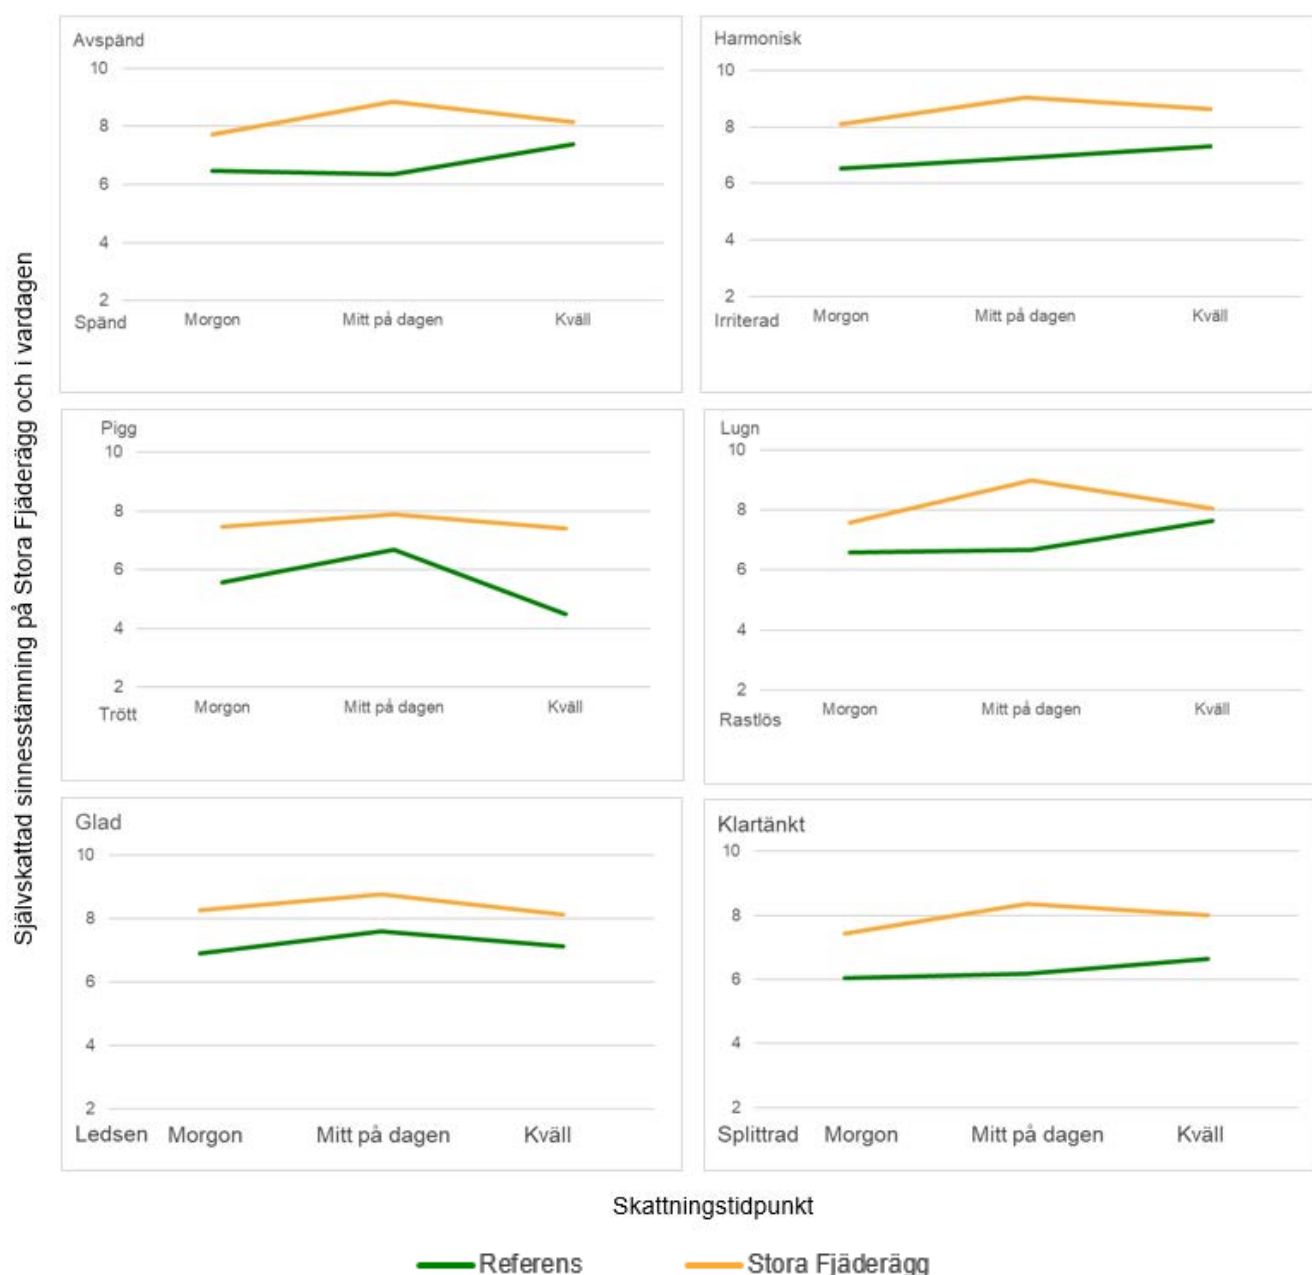 Självskattad sinnesstämning på Stora Fjäderägg och i vardagen
Avspänd
10
8
6
4
2
Spänd Morgon Mitt på dagen Kväll
Harmonisk
10
8
6
4
2
Irriterad Morgon Mitt på dagen Kväll
Pigg
10
8
6
4
2
Trött Morgon Mitt på dagen Kväll
Lugn
10
8
6
4
2
Rastlös Morgon Mitt på dagen Kväll
Glad
10
8
6
4
2
Ledsen Morgon Mitt på dagen Kväll
Klartänkt
10
8
6
4
2
Splittrad Morgon Mitt på dagen Kväll
Skattningstidpunkt
Referens Stora Fjäderägg